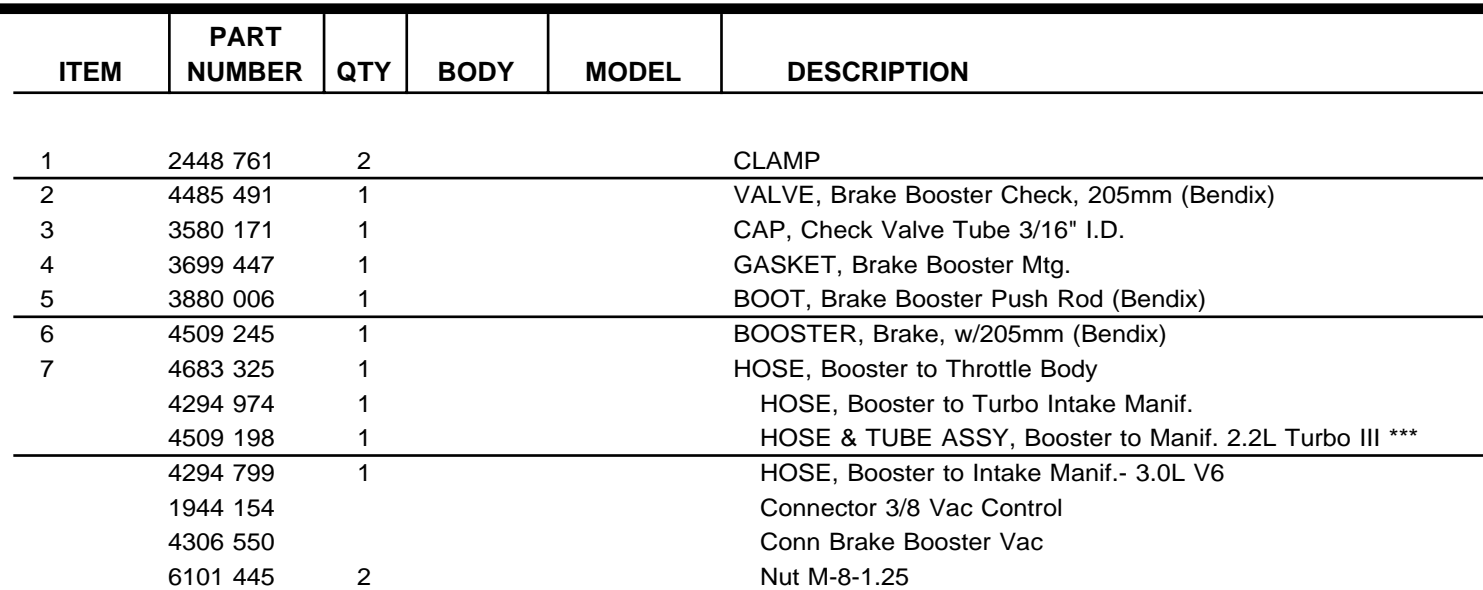 PART
ITEM NUMBER QTY BODY MODEL DESCRIPTION
1 2448 761 2 CLAMP
2 4485 491 1 VALVE, Brake Booster Check, 205mm (Bendix)
3 3580 171 1 CAP, Check Valve Tube 3/16" I.D.
4 3699 447 1 GASKET, Brake Booster Mtg.
5 3880 006 1 BOOT, Brake Booster Push Rod (Bendix)
6 4509 245 1 BOOSTER, Brake, w/205mm (Bendix)
7 4683 325 1 HOSE, Booster to Throttle Body
4294 974 1 HOSE, Booster to Turbo Intake Manif.
4509 198 1 HOSE & TUBE ASSY, Booster to Manif. 2.2L Turbo III ***
4294 799 1 HOSE, Booster to Intake Manif.- 3.0L V6
1944 154 Connector 3/8 Vac Control
4306 550 Conn Brake Booster Vac
6101 445 2 Nut M-8-1.25